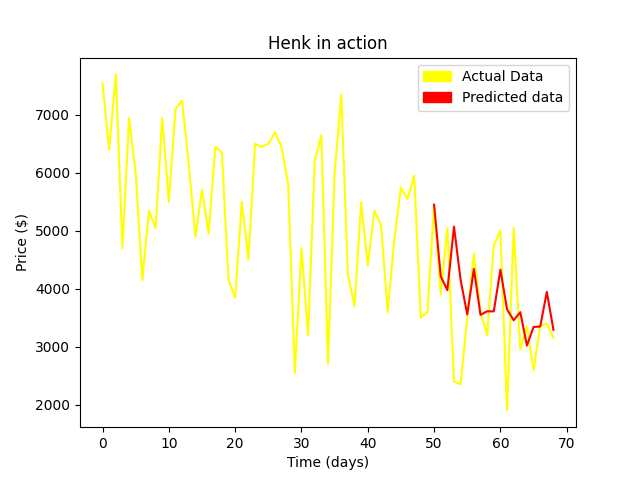 Henk in action
Actual Data
Predicted data
Price ($)
7000
6000
5000
4000
3000
2000
0 10 20 30 40 50 60 70
Time (days)